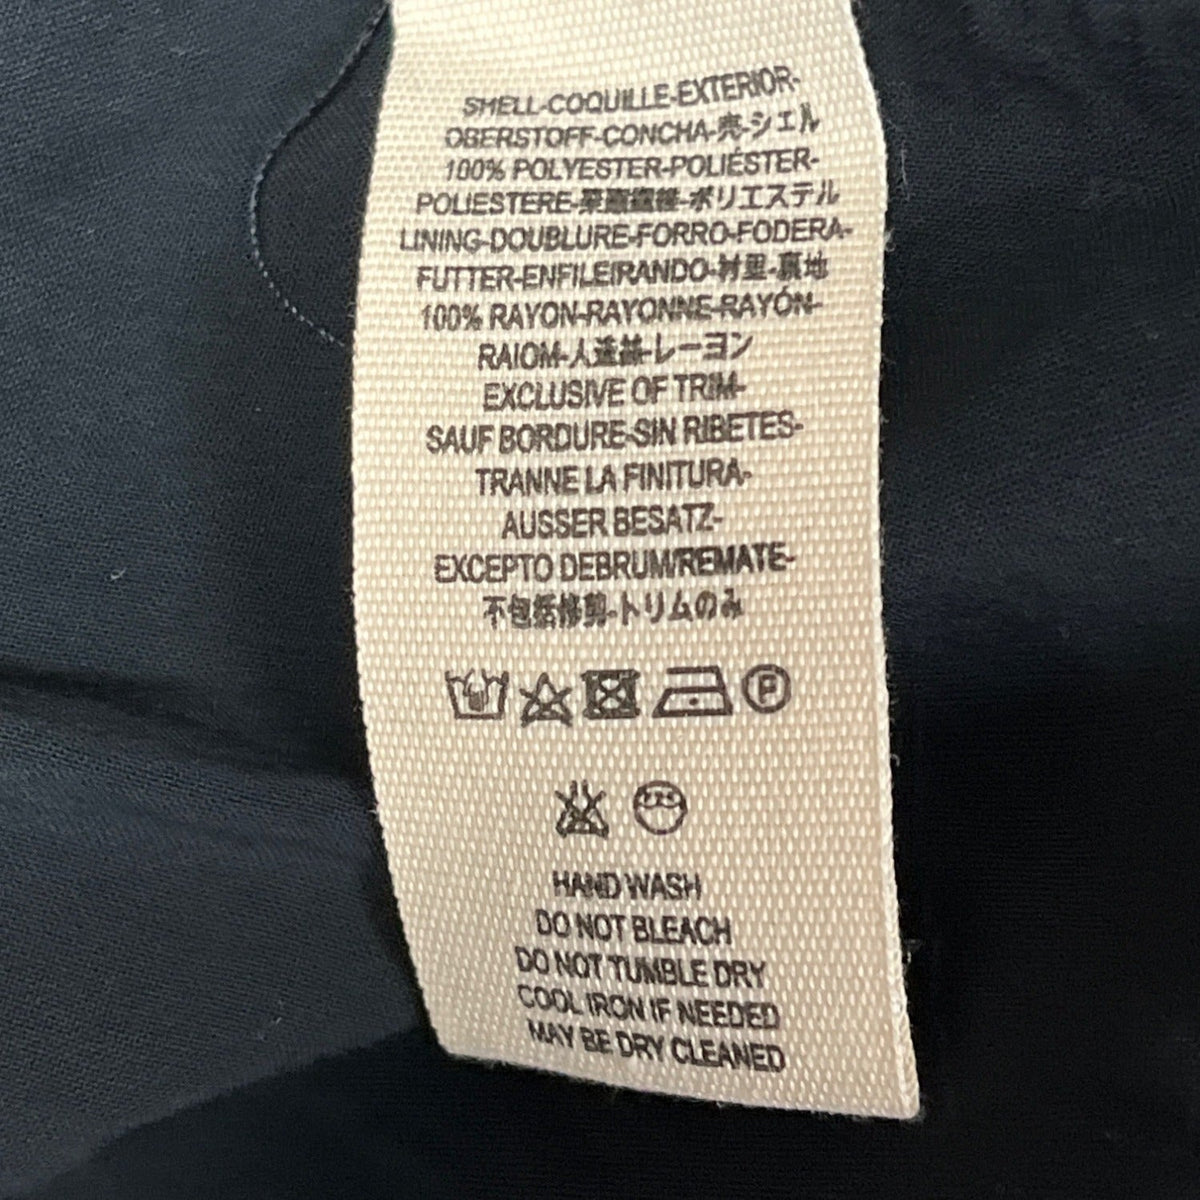 SHELL-COQUILLE-EXTERIOR-
OBERSTOFF-CONCHA-売-シェル
100% POLYESTER-POLIÉSTER-
POLIESTERE-聚酯纖維-ポリエステル
LINING-DOUBLURE-FORRO-FODERA-
FUTTER-ENFILEIRANDO-衬里-裏地
100% RAYON-RAYONNE-RAYÓN-
RAIOM-人造絲-レーヨン
EXCLUSIVE OF TRIM-
SAUF BORDURE-SIN RIBETES-
TRANNE LA FINITURA-
AUSSER BESATZ-
EXCEPTO DEBRUM/REMATE-
不包括修剪-トリムのみ
P
HAND WASH
DO NOT BLEACH
DO NOT TUMBLE DRY
COOL IRON IF NEEDED
MAY BE DRY CLEANED